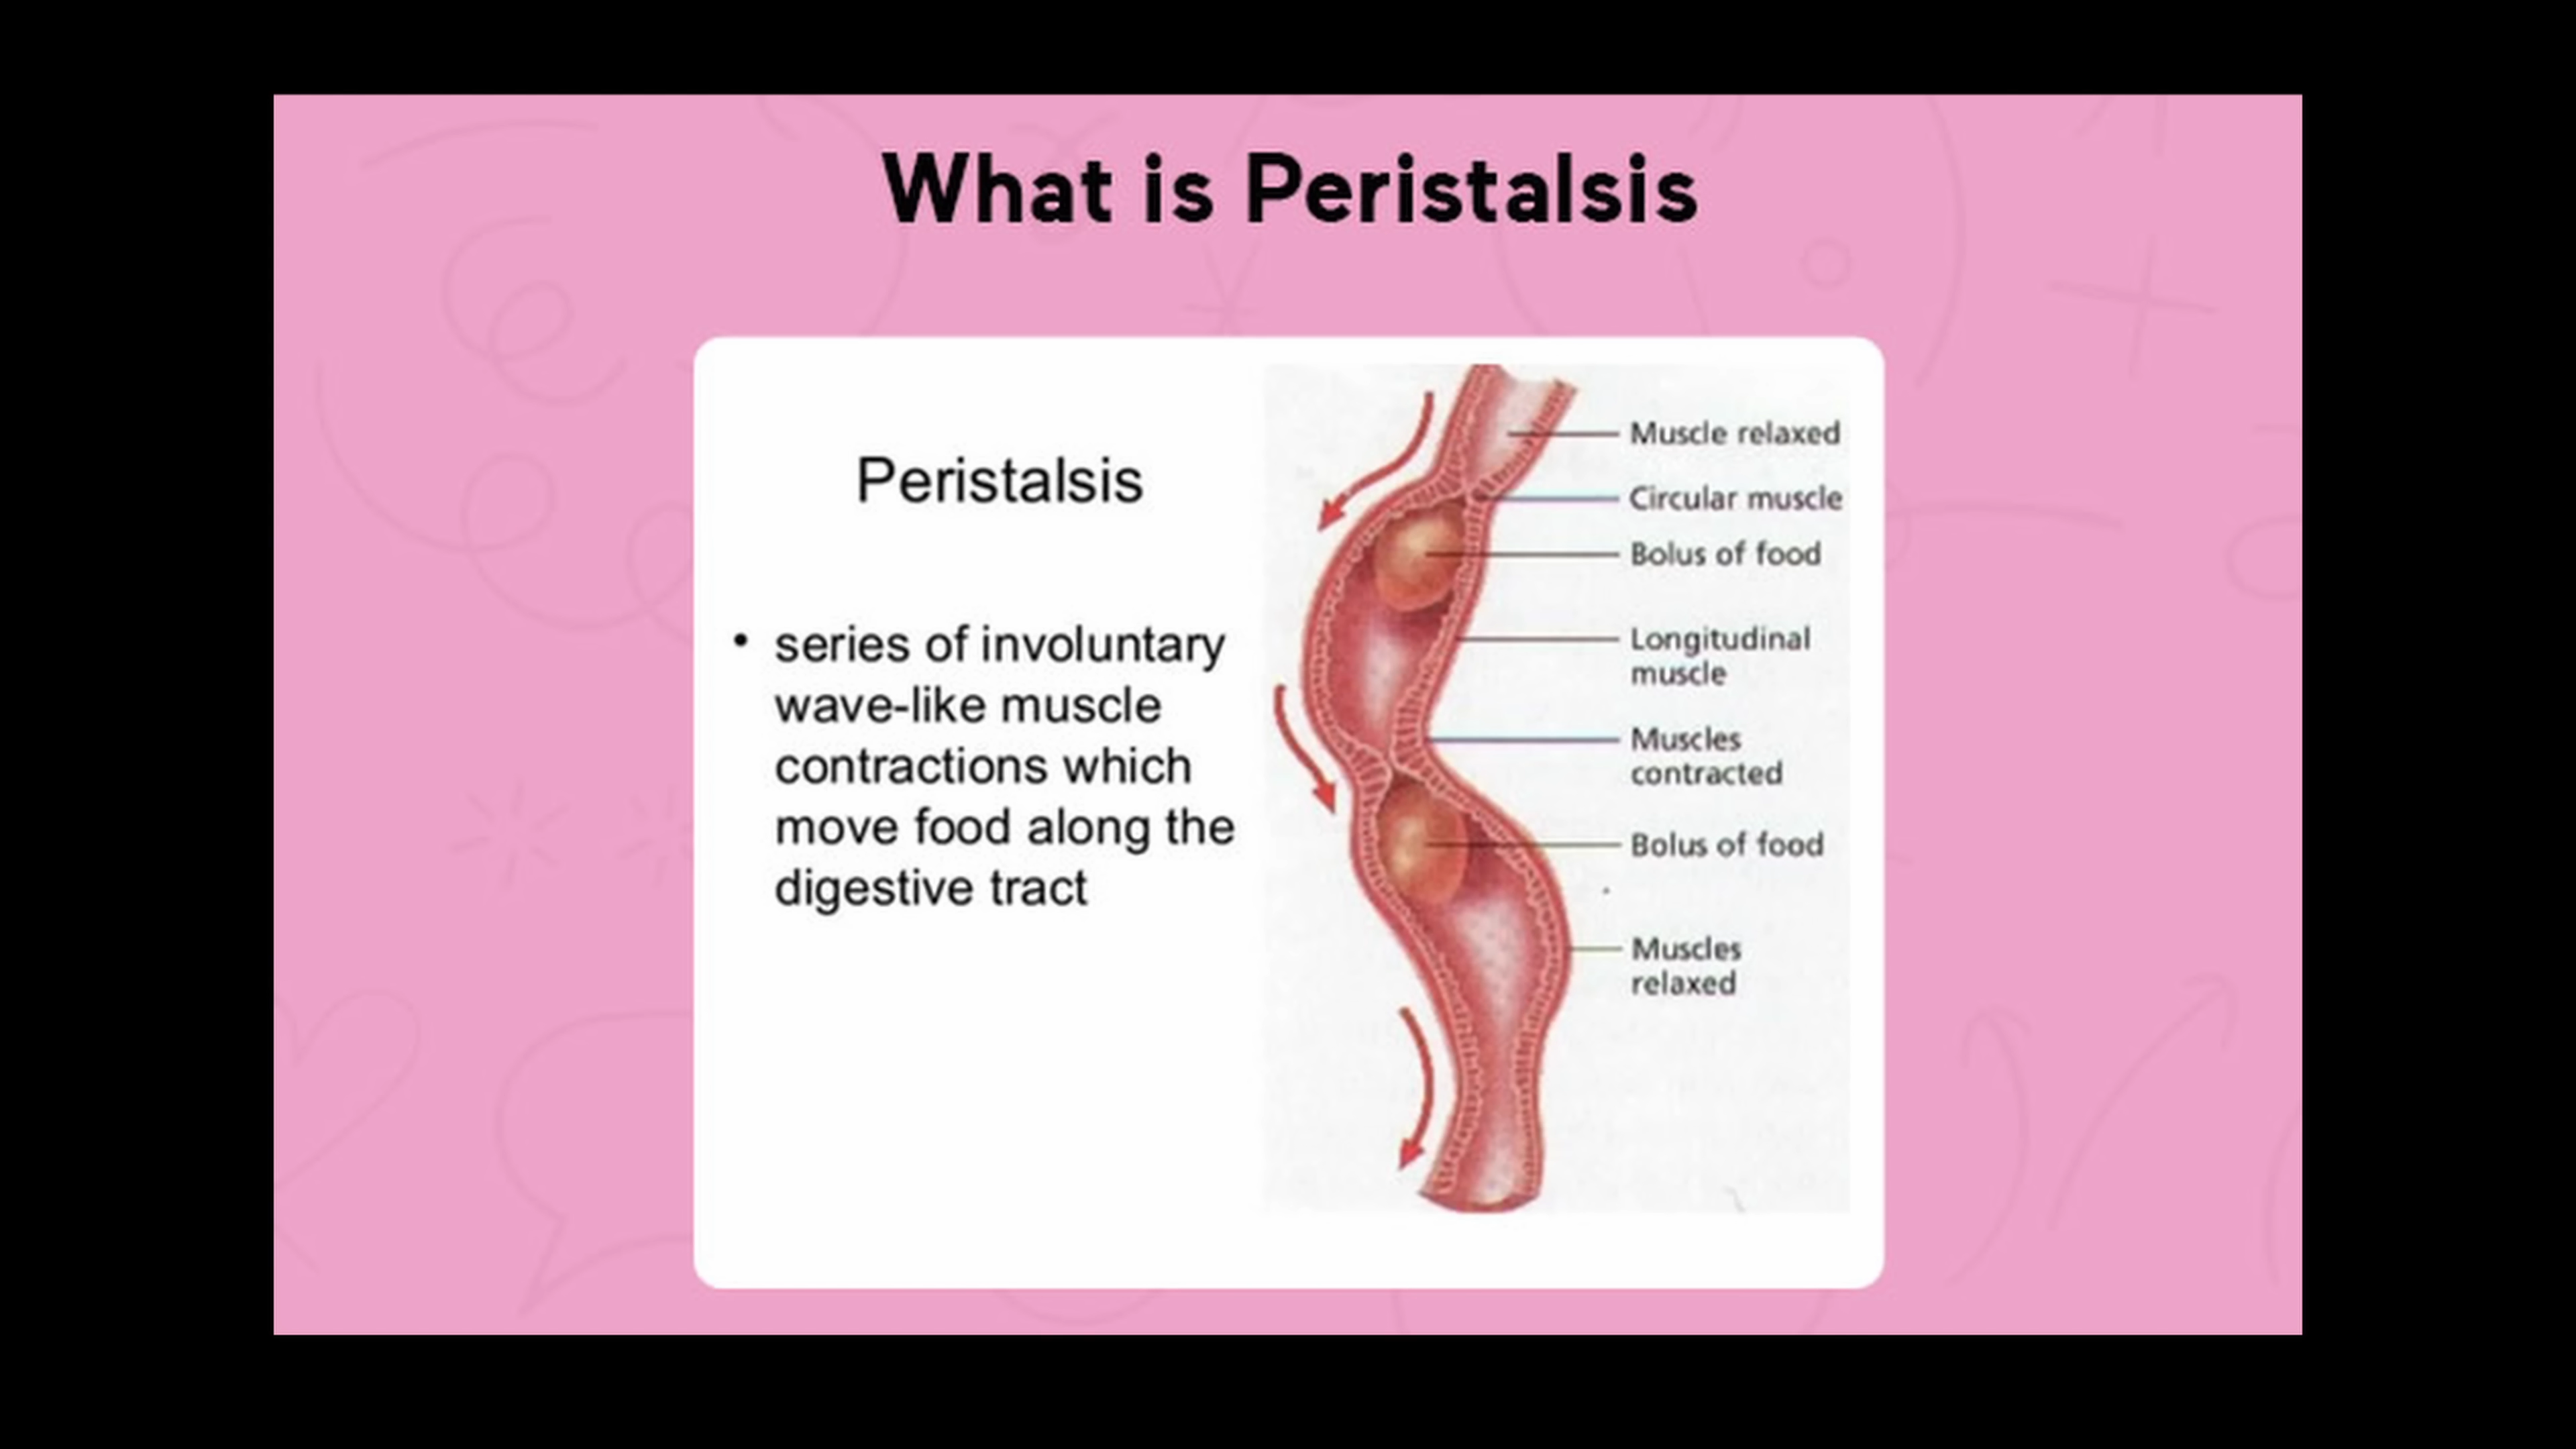 What is Peristalsis
Peristalsis
• series of involuntary
wave-like muscle
contractions which
move food along the
digestive tract
Muscle relaxed
Circular muscle
Bolus of food
Longitudinal
muscle
Muscles
contracted
Bolus of food
Muscles
relaxed